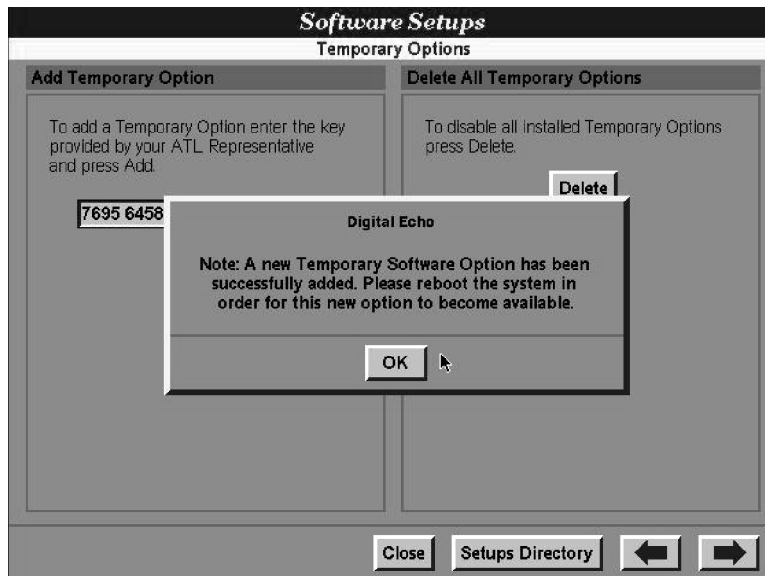 Software Setups
Temporary Options
Add Temporary Option
To add a Temporary Option enter the key
provided by your ATL Representative
and press Add.
7695 6458
Delete All Temporary Options
To disable all Installed Temporary Options
press Delete.
Delete
Digital Echo
Note: A new Temporary Software Option has been
successfully added. Please reboot the system in
order for this new option to become available.
OK
Close
Setups Directory